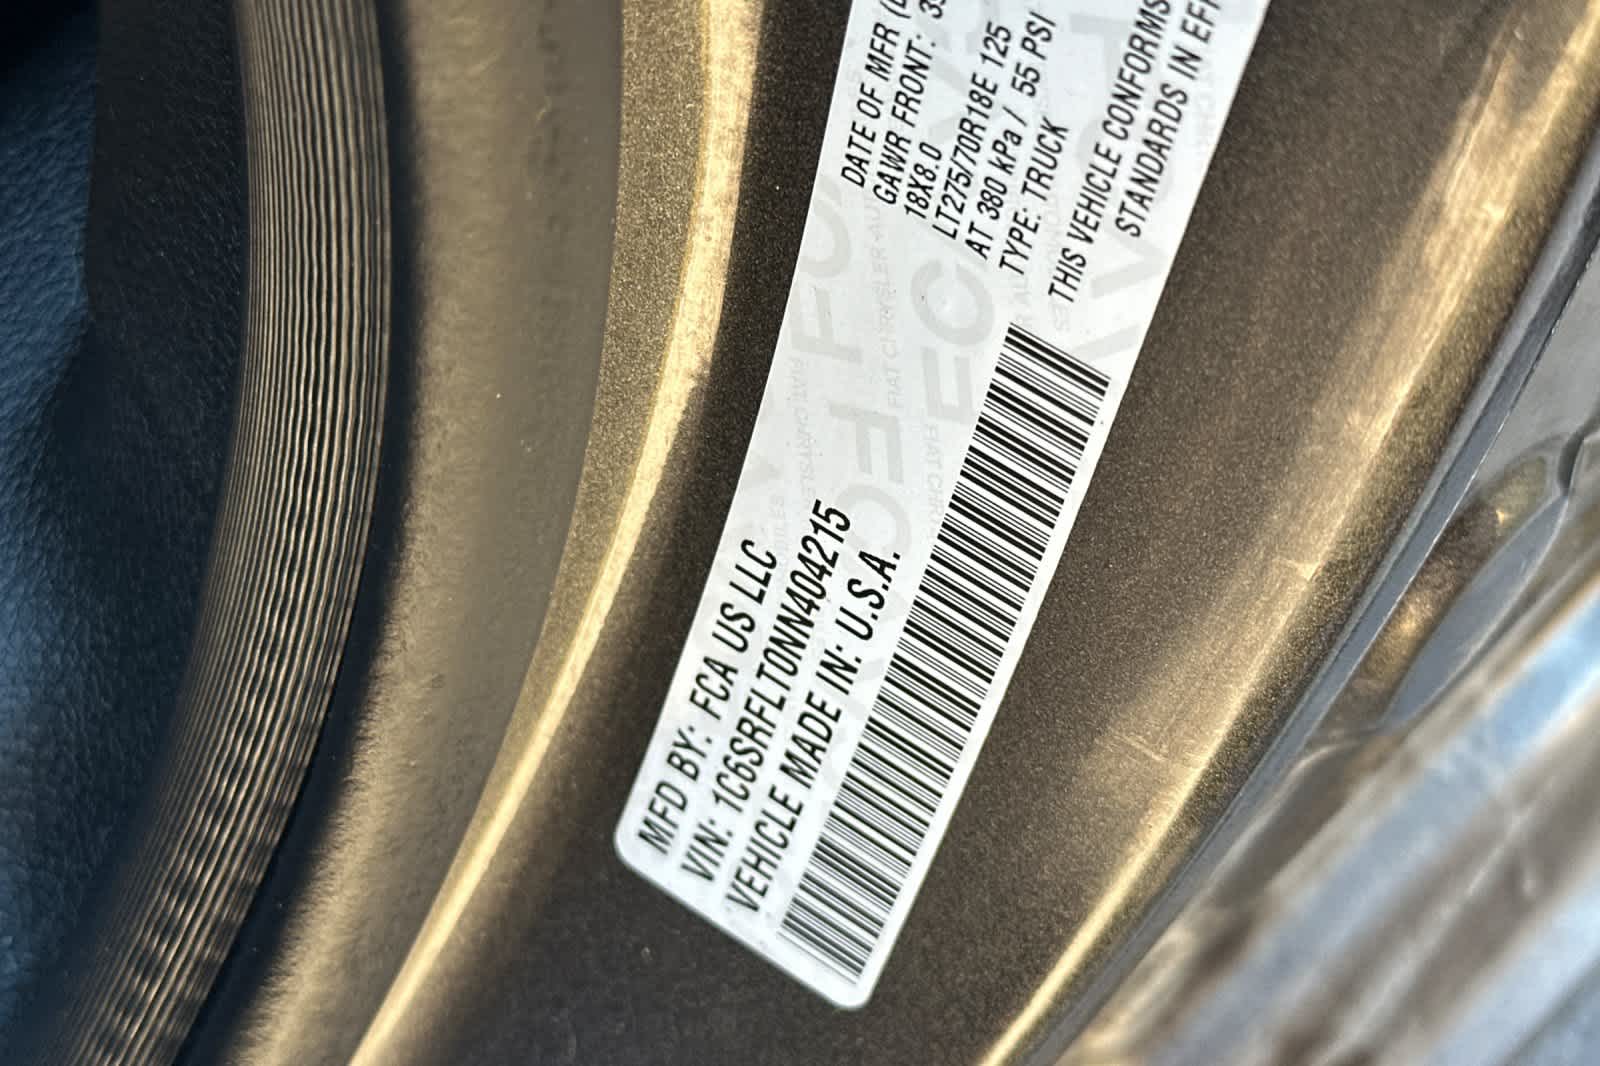 MFD BY: FCA US LLC
VIN: 1C6SRFLT0NN404215
VEHICLE MADE IN: U.S.A.
DATE OF MFR
GAWR FRONT:
18X8.0
LT275/70R18E 125
AT 380 kPa / 55 PSI
TYPE: TRUCK
THIS VEHICLE CONFORMS
STANDARDS IN